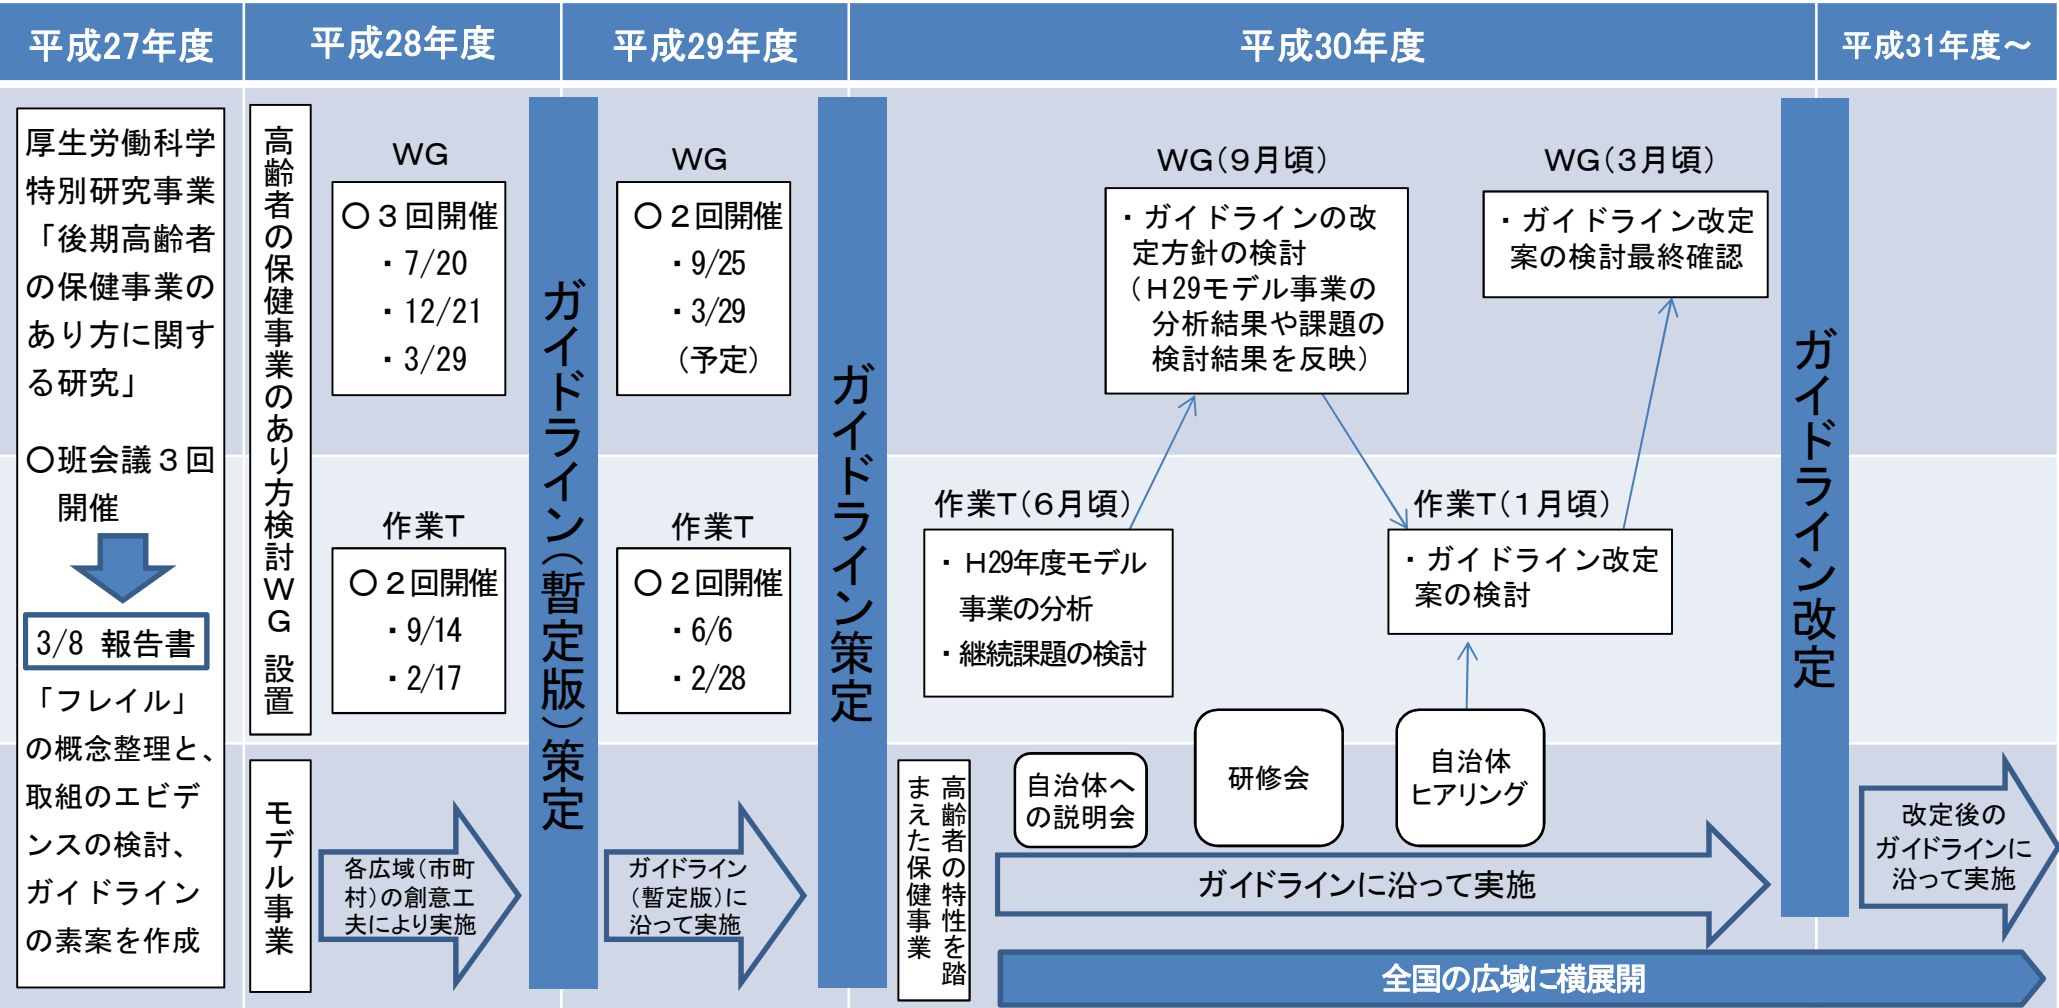 平成27年度
平成28年度
平成29年度
平成30年度
平成31年度～
厚生労働科学
特別研究事業
「後期高齢者
の保健事業の
あり方に関す
る研究」
○班会議３回
開催
3/8 報告書
「フレイル」
の概念整理と、
取組のエビデ
ンスの検討、
ガイドライン
の素案を作成
高齢者の保健事業のあり方検討ＷＧ 設置
WG
○３回開催
・7/20
・12/21
・3/29
作業T
○２回開催
・9/14
・2/17
モデル事業
各広域（市町
村）の創意工
夫により実施
ガイドライン（暫定版）策定
WG
○２回開催
・9/25
・3/29
（予定）
作業T
○２回開催
・6/6
・2/28
ガイドライン
（暫定版）に
沿って実施
ガイドライン策定
WG（9月頃）
・ガイドラインの改
定方針の検討
（Ｈ29モデル事業の
分析結果や課題の
検討結果を反映）
WG（3月頃）
・ガイドライン改定
案の検討最終確認
作業T（6月頃）
・Ｈ29年度モデル
事業の分析
・継続課題の検討
作業T（1月頃）
・ガイドライン改定
案の検討
高齢者の特性を踏
まえた保健事業
自治体へ
の説明会
研修会
自治体
ヒアリング
ガイドラインに沿って実施
全国の広域に横展開
ガイドライン改定
改定後の
ガイドラインに
沿って実施